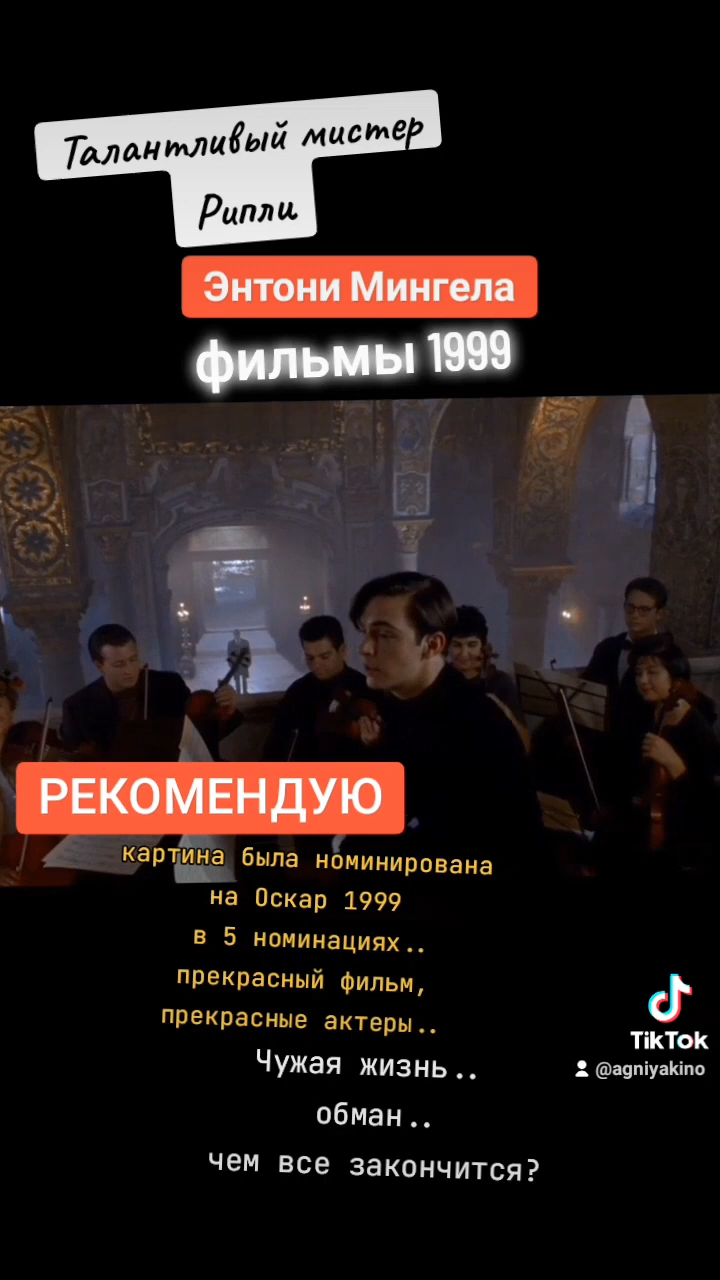 Талантливый мистер
Рипли
Энтони Мингела
фильмы 1999
РЕКОМЕНДУЮ
картина была номинирована
на Оскар 1999
в 5 номинациях..
прекрасный фильм,
прекрасные актеры..
Чужая жизнь..
обман..
чем все закончится?
TikTok
@agniyakino